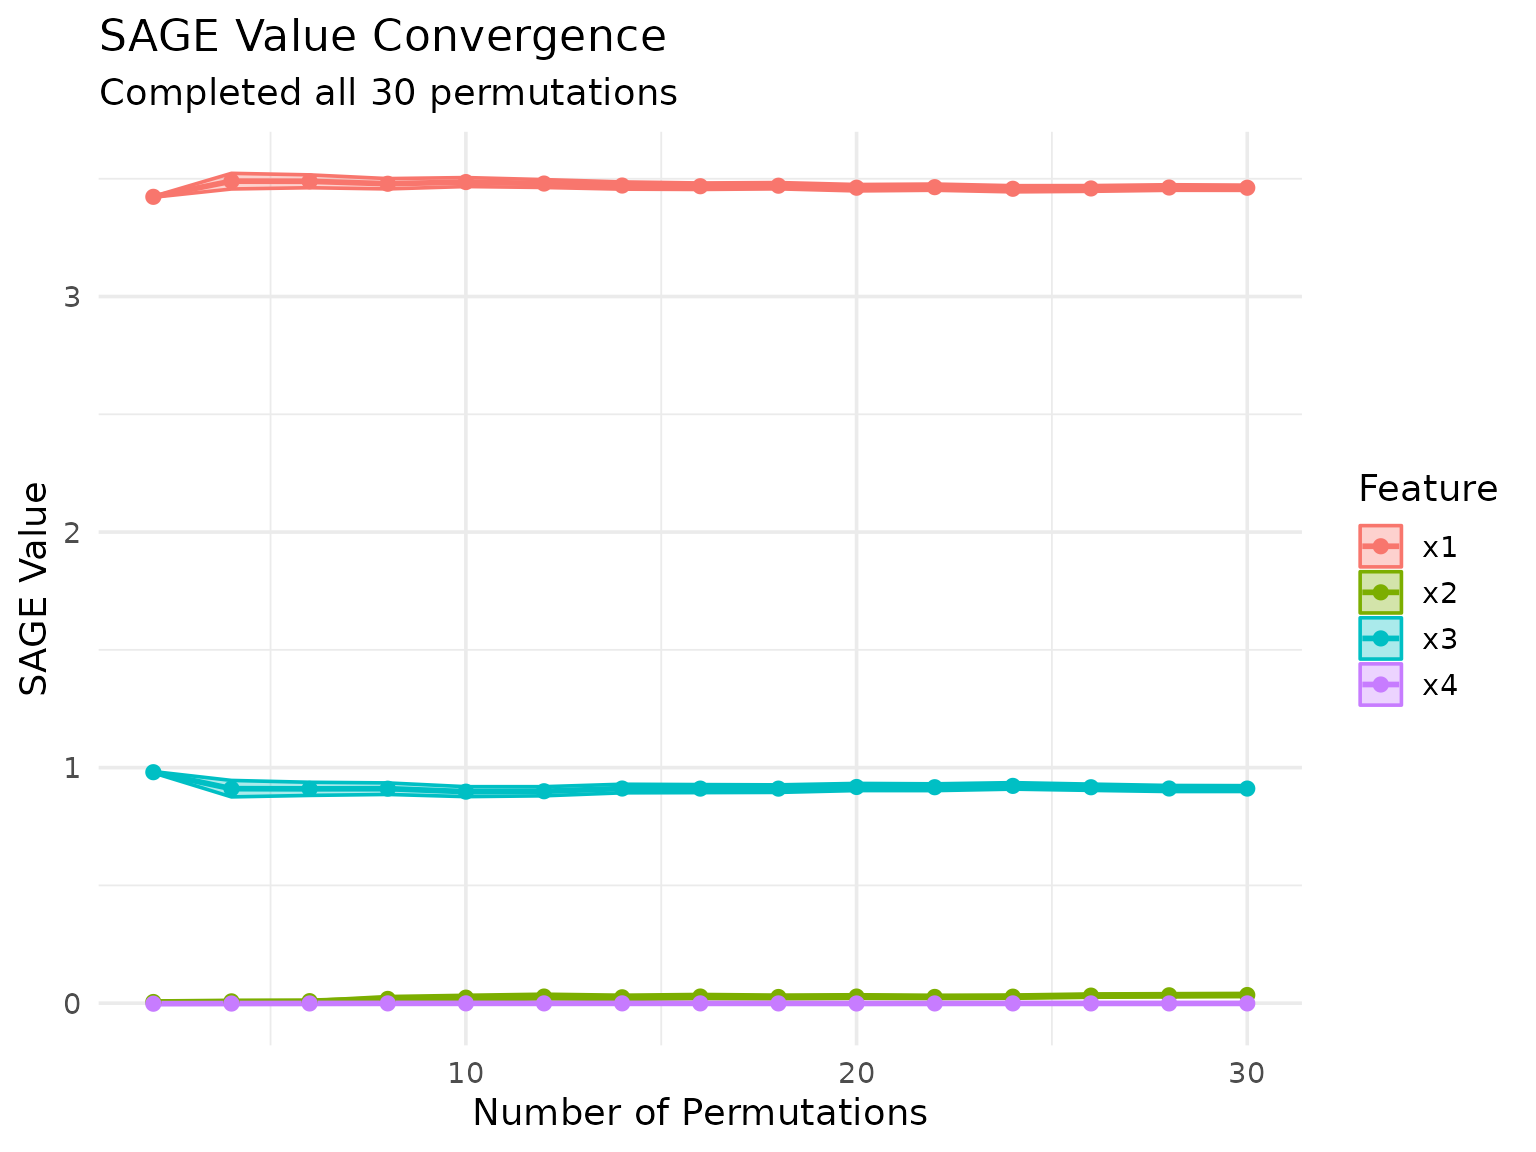 SAGE Value Convergence
Completed all 30 permutations
SAGE Value
3
2
1
0
10 20 30
Number of Permutations
Feature
x1
x2
x3
x4